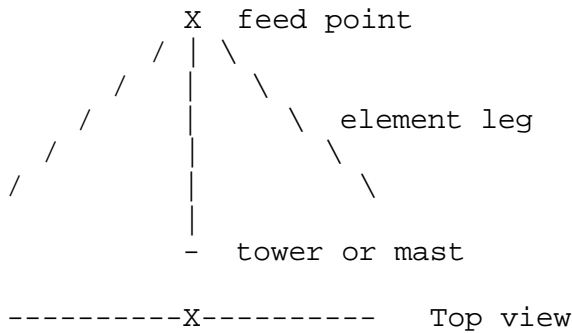 X feed point
element leg
- tower or mast
----------X---------- Top view